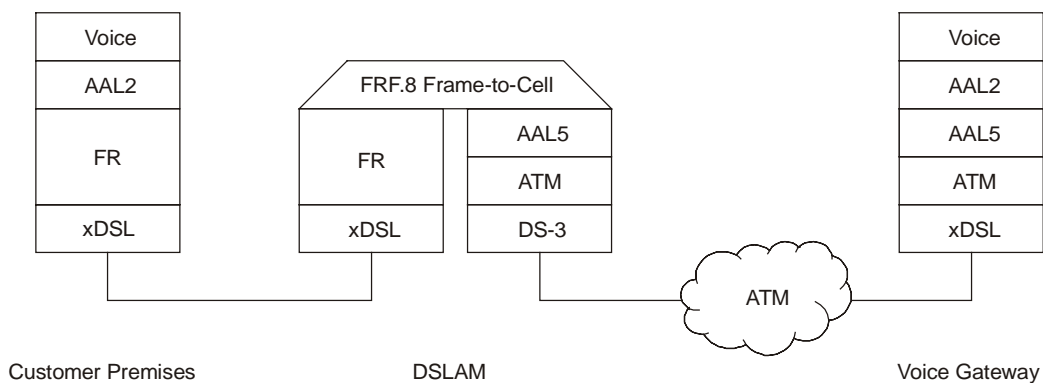 Voice
AAL2
FR
xDSL
FRF.8 Frame-to-Cell
FR
xDSL
AAL5
ATM
DS-3
ATM
Voice
AAL2
AAL5
ATM
xDSL
Customer Premises
DSLAM
Voice Gateway